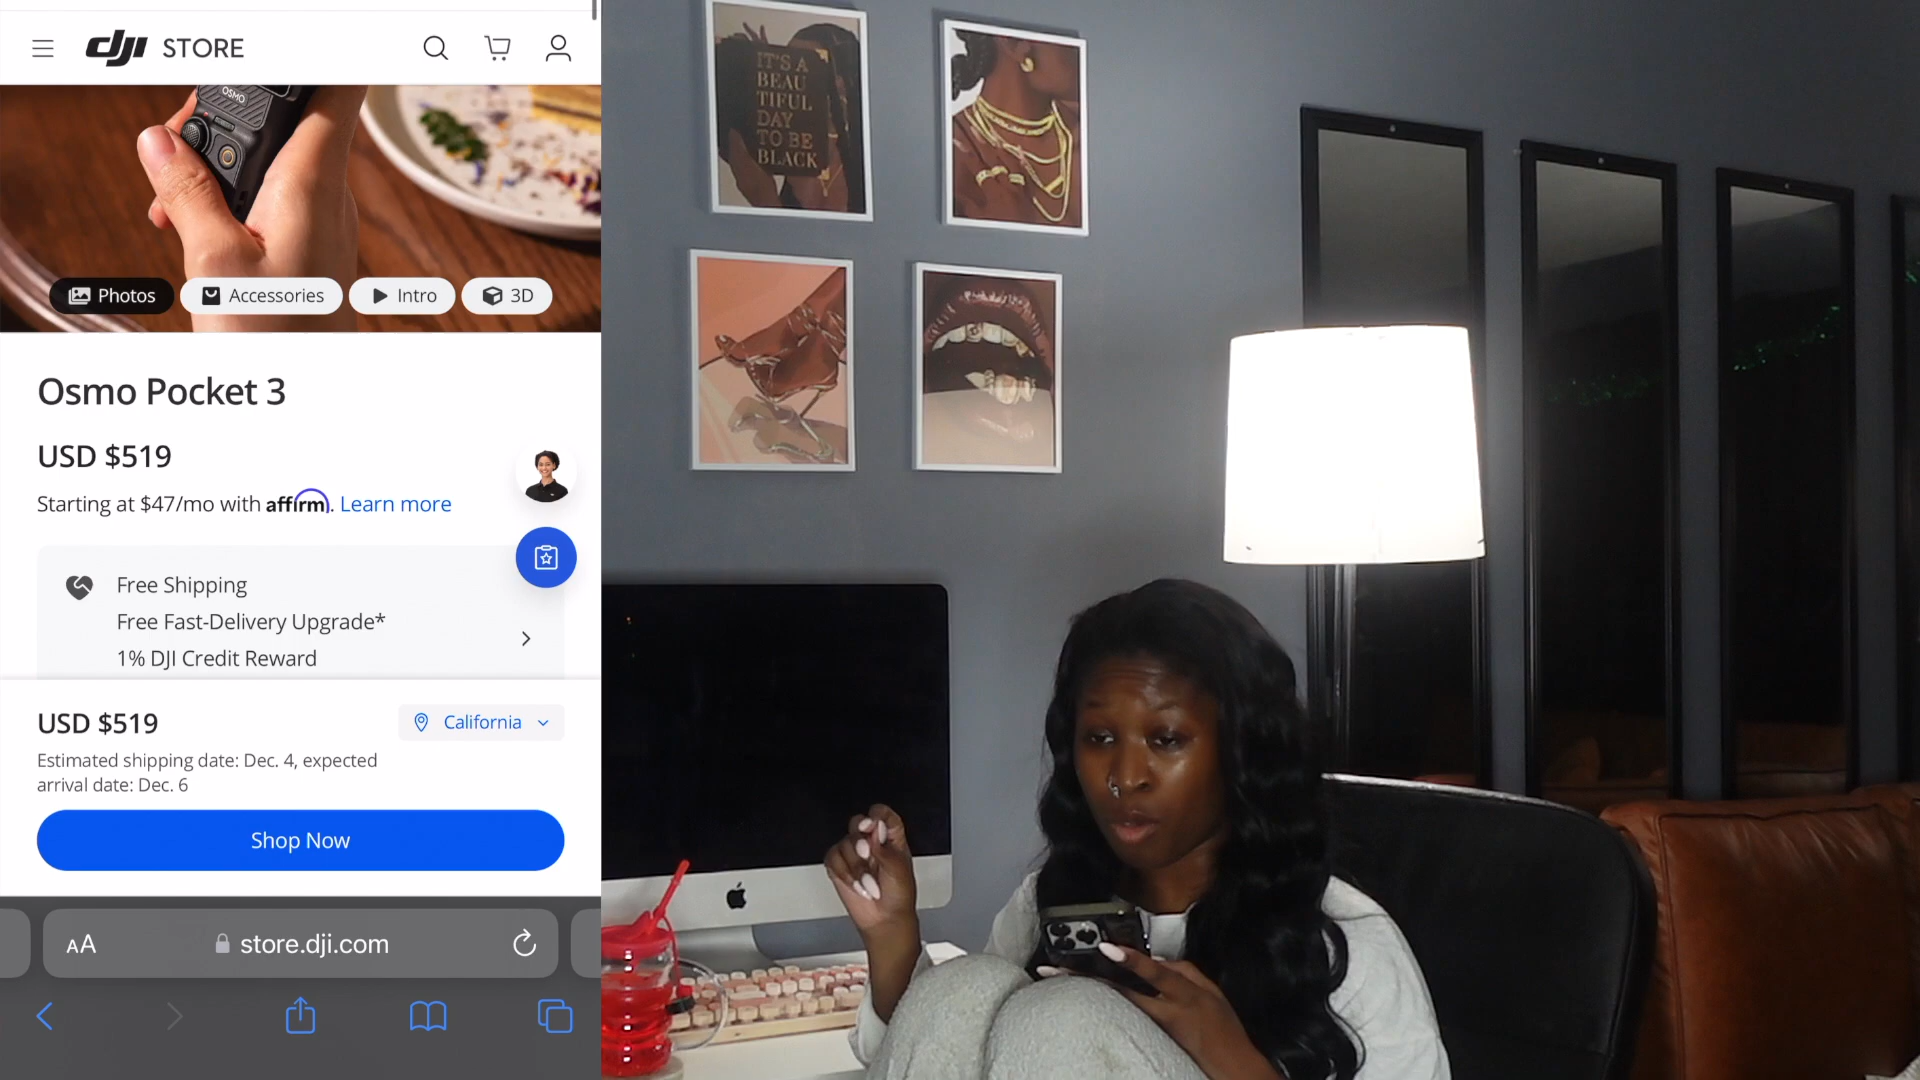 dji STORE
OSMO
Photos
Accessories
Intro
3D
Osmo Pocket 3
USD $519
Starting at $47/mo with affirm. Learn more
Free Shipping
Free Fast-Delivery Upgrade*
1% DJI Credit Reward
USD $519
California
Estimated shipping date: Dec. 4, expected
arrival date: Dec. 6
Shop Now
AA
store.dji.com
IT'S A
BEAU
TIFUL
DAY
TO BE
BLACK